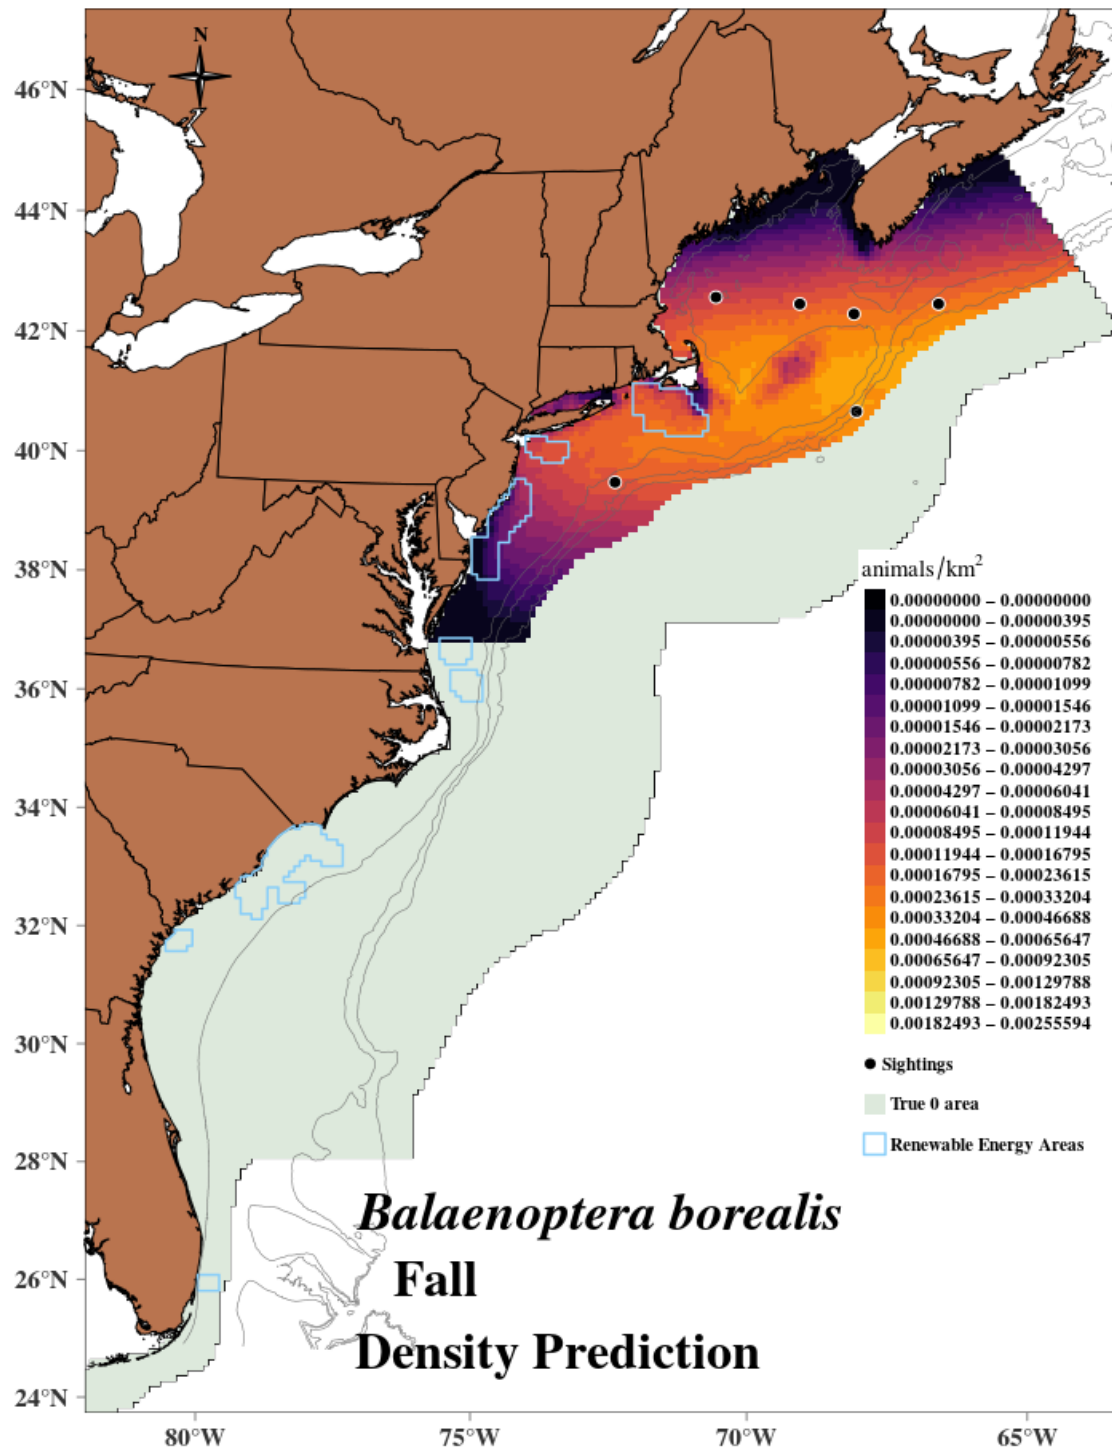 N
46°N
44°N
42°N
40°N
38°N
36°N
34°N
32°N
30°N
28°N
26°N
24°N
80°W
75°W
70°W
65°W
animals/km²
0.00000000 – 0.00000000
0.00000000 – 0.00000395
0.00000395 – 0.00000556
0.00000556 – 0.00000782
0.00000782 – 0.00001099
0.00001099 – 0.00001546
0.00001546 – 0.00002173
0.00002173 – 0.00003056
0.00003056 – 0.00004297
0.00004297 – 0.00006041
0.00006041 – 0.00008495
0.00008495 – 0.00011944
0.00011944 – 0.00016795
0.00016795 – 0.00023615
0.00023615 – 0.00033204
0.00033204 – 0.00046688
0.00046688 – 0.00065647
0.00065647 – 0.00092305
0.00092305 – 0.00129788
0.00129788 – 0.00182493
0.00182493 – 0.00255594
Sightings
True 0 area
Renewable Energy Areas
Balaenoptera borealis
Fall
Density Prediction